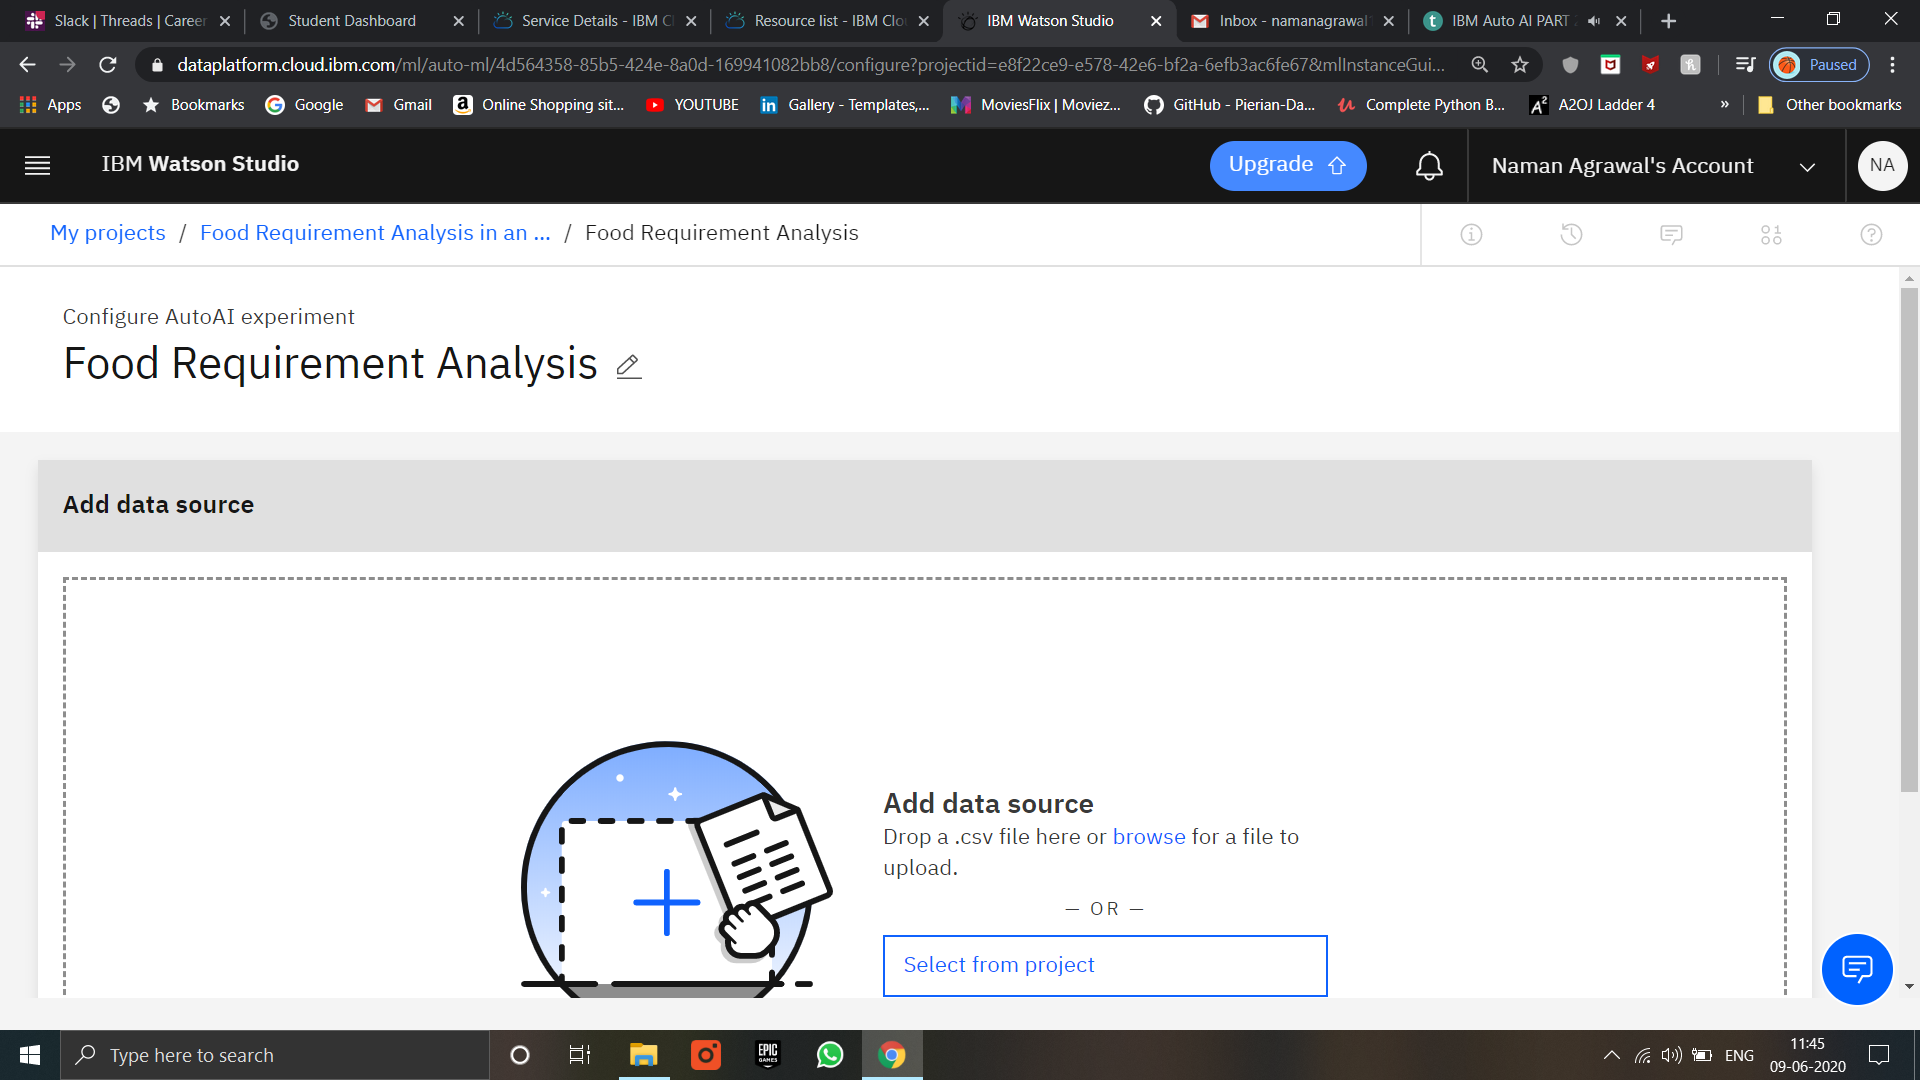 Slack | Threads | Career
Student Dashboard
Service Details - IBM Cl
Resource list - IBM Clou
IBM Watson Studio
Inbox - namanagrawal
IBM Auto AI PART
dataplatform.cloud.ibm.com/ml/auto-ml/4d564358-85b5-424e-8a0d-169941082bb8/configure?projectid=e8f22ce9-e578-42e6-bf2a-6efb3ac6fe67&mlInstanceGui...
Paused
Apps
Bookmarks
Google
Gmail
Online Shopping sit...
YOUTUBE
Gallery - Templates,...
MoviesFlix | Moviez...
GitHub - Pierian-Da...
Complete Python B...
A2OJ Ladder 4
»
Other bookmarks
IBM Watson Studio
Upgrade
Naman Agrawal's Account
NA
My projects / Food Requirement Analysis in an ... / Food Requirement Analysis
Configure AutoAI experiment
Food Requirement Analysis
Add data source
Add data source
Drop a .csv file here or browse for a file to
upload.
— OR —
Select from project
Type here to search
EPIC
GAMES
ENG
11:45
09-06-2020